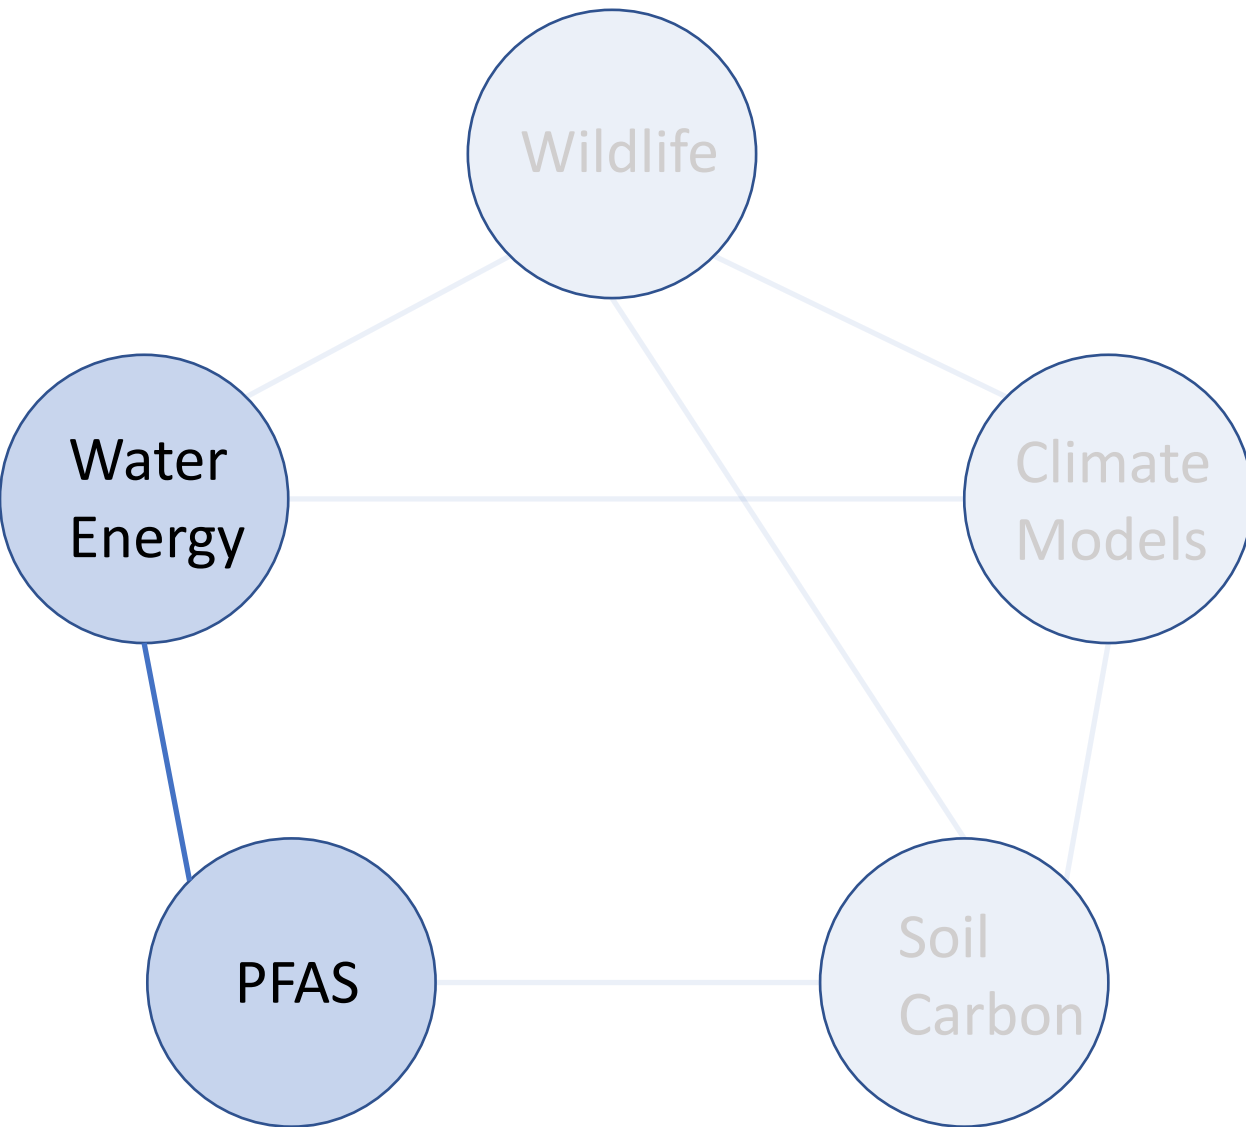 Wildlife
Water
Energy
Climate
Models
PFAS
Soil
Carbon